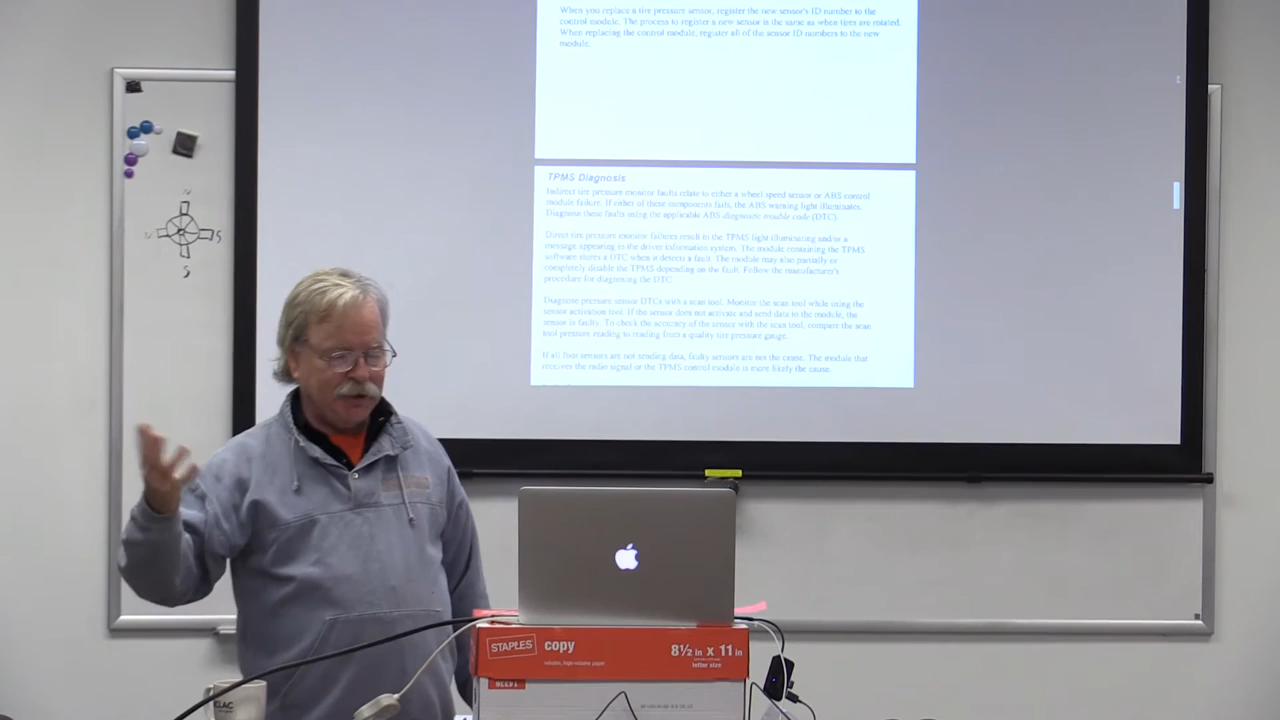 When you replace a tire pressure sensor, register the new sensor's ID number to the
control module. The process to register a new sensor is the same as when tires are rotated.
When replacing the control module, register all of the sensor ID numbers to the new
module.
TPMS Diagnosis
Indirect tire pressure monitor faults relate to either a wheel speed sensor or ABS control
module failure. If either of these components fails, the ABS warning light illuminates.
Diagnose these faults using the applicable ABS diagnostic trouble code (DTC).
Direct tire pressure monitor failures result in the TPMS light illuminating and/or a
message appearing in the driver information system. The module containing the TPMS
software stores a DTC when it detects a fault. The module may also partially or
completely disable the TPMS depending on the fault. Follow the manufacturer's
procedure for diagnosing the DTC.
Diagnose pressure sensor DTCs with a scan tool. Monitor the scan tool while using the
sensor activation tool. If the sensor does not activate and send data to the module, the
sensor is faulty. To check the accuracy of the sensor with the scan tool, compare the scan
tool pressure reading to reading from a quality tire pressure gauge.
If all four sensors are not sending data, faulty sensors are not the cause. The module that
receives the radio signal or the TPMS control module is more likely the cause.
N
N S
S
STAPLES copy 8½ in x 11 in
letter size
CLAC